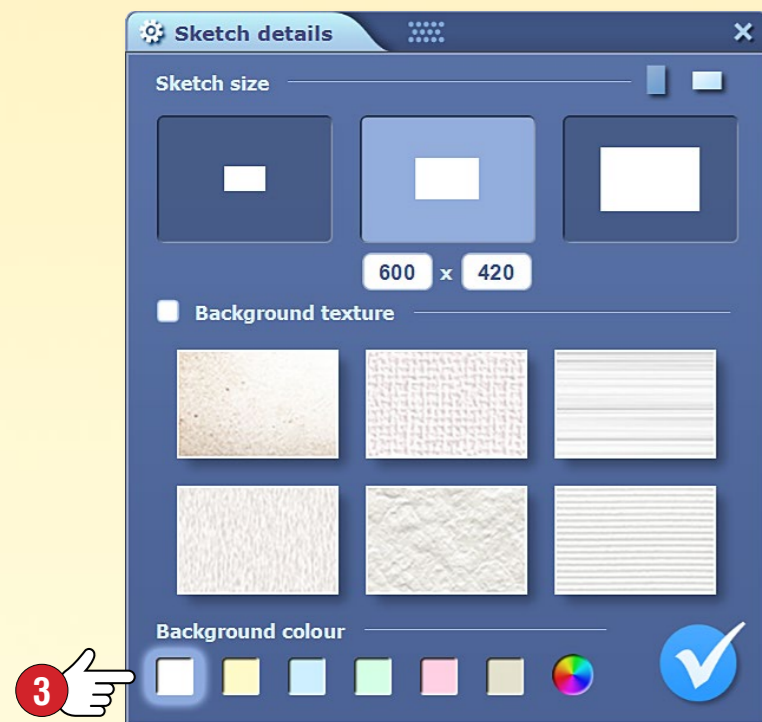 Sketch details
Sketch size
600 x 420
Background texture
Background colour
3